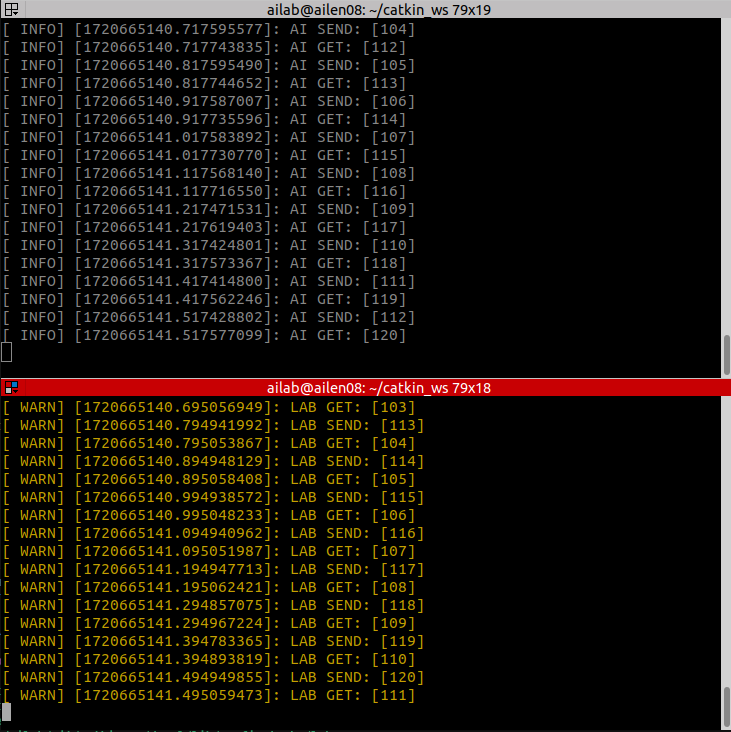 ailab@ailen08: ~/catkin_ws 79x19
[ INFO] [1720665140.717595577]: AI SEND: [104]
[ INFO] [1720665140.717743835]: AI GET: [112]
[ INFO] [1720665140.817595490]: AI SEND: [105]
[ INFO] [1720665140.817744652]: AI GET: [113]
[ INFO] [1720665140.917587007]: AI SEND: [106]
[ INFO] [1720665140.917735596]: AI GET: [114]
[ INFO] [1720665141.017583892]: AI SEND: [107]
[ INFO] [1720665141.017730770]: AI GET: [115]
[ INFO] [1720665141.117568140]: AI SEND: [108]
[ INFO] [1720665141.117716550]: AI GET: [116]
[ INFO] [1720665141.217471531]: AI SEND: [109]
[ INFO] [1720665141.217619403]: AI GET: [117]
[ INFO] [1720665141.317424801]: AI SEND: [110]
[ INFO] [1720665141.317573367]: AI GET: [118]
[ INFO] [1720665141.417414800]: AI SEND: [111]
[ INFO] [1720665141.417562246]: AI GET: [119]
[ INFO] [1720665141.517428802]: AI SEND: [112]
[ INFO] [1720665141.517577099]: AI GET: [120]
ailab@ailen08: ~/catkin_ws 79x18
[ WARN] [1720665140.695056949]: LAB GET: [103]
[ WARN] [1720665140.794941992]: LAB SEND: [113]
[ WARN] [1720665140.795053867]: LAB GET: [104]
[ WARN] [1720665140.894948129]: LAB SEND: [114]
[ WARN] [1720665140.895058408]: LAB GET: [105]
[ WARN] [1720665140.994938572]: LAB SEND: [115]
[ WARN] [1720665140.995048233]: LAB GET: [106]
[ WARN] [1720665141.094940962]: LAB SEND: [116]
[ WARN] [1720665141.095051987]: LAB GET: [107]
[ WARN] [1720665141.194947713]: LAB SEND: [117]
[ WARN] [1720665141.195062421]: LAB GET: [108]
[ WARN] [1720665141.294857075]: LAB SEND: [118]
[ WARN] [1720665141.294967224]: LAB GET: [109]
[ WARN] [1720665141.394783365]: LAB SEND: [119]
[ WARN] [1720665141.394893819]: LAB GET: [110]
[ WARN] [1720665141.494949855]: LAB SEND: [120]
[ WARN] [1720665141.495059473]: LAB GET: [111]